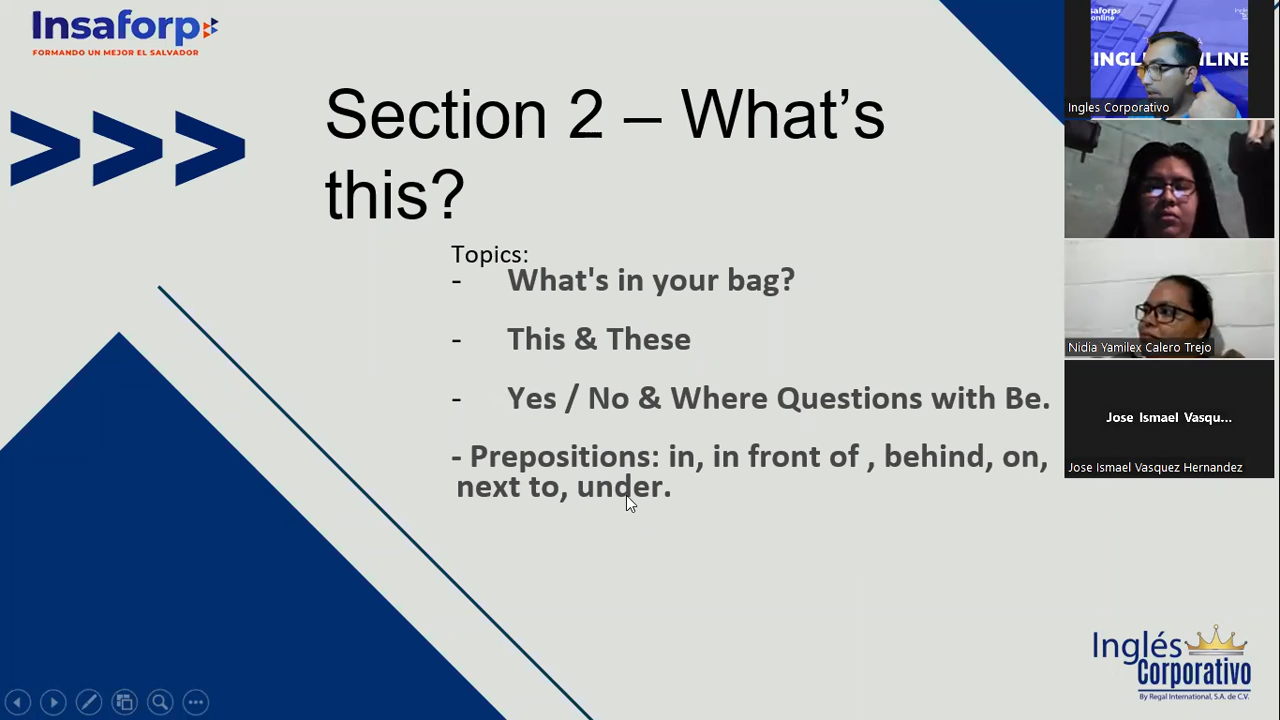 Insaforp
FORMANDO UN MEJOR EL SALVADOR
>>>
Section 2 – What's
this?
Topics:
- What's in your bag?
- This & These
- Yes / No & Where Questions with Be.
- Prepositions: in, in front of , behind, on,
next to, under.
Ingles Corporativo
Nidia Yamilex Calero Trejo
Jose Ismael Vasqu...
Jose Ismael Vasquez Hernandez
Inglés
Corporativo
By Regal International, S.A. de C.V.